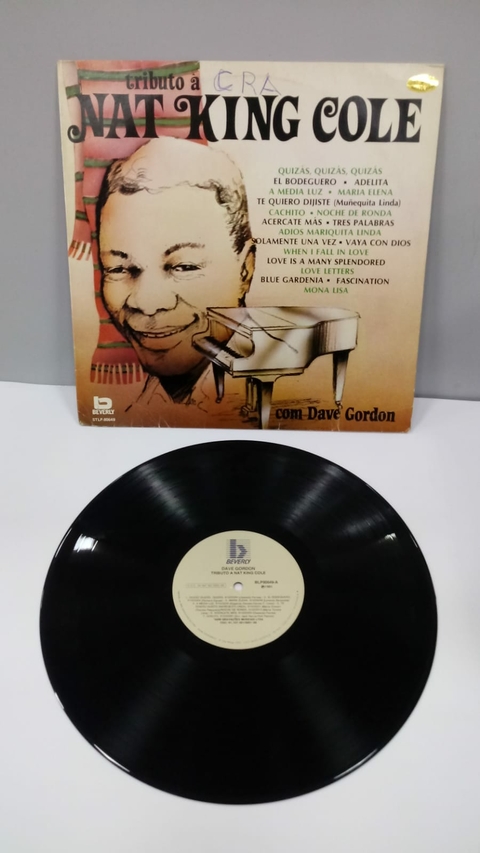 tributo à CRA
NAT KING COLE
QUIZÁS, QUIZÁS, QUIZÁS
EL BODEGUERO • ADELITA
A MEDIA LUZ • MARIA ELENA
TE QUIERO DIJISTE (Muñequita Linda)
CACHITO • NOCHE DE RONDA
ACERCATE MÁS • TRES PALABRAS
ADIOS MARIQUITA LINDA
SOLAMENTE UNA VEZ • VAYA CON DIOS
WHEN I FALL IN LOVE
LOVE IS A MANY SPLENDORED
LOVE LETTERS
BLUE GARDENIA • FASCINATION
MONA LISA
b
BEVERLY
com Dave Gordon
b
BEVERLY
DAVE GORDON
TRIBUTO A NAT KING COLE